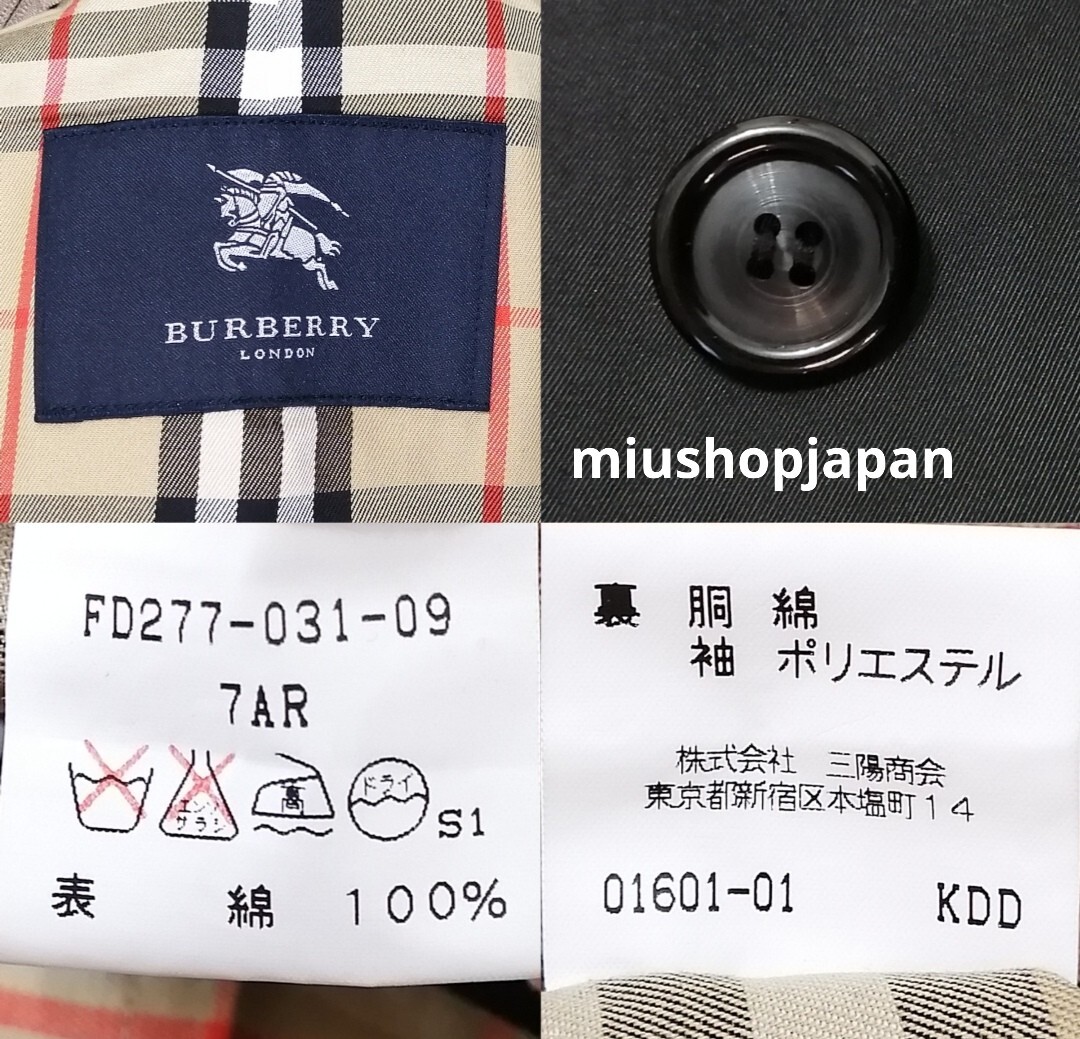 BURBERRY
LONDON
miushopjapan
FD277-031-09
7AR
エンソ
サラシ
高
ドライ
S1
表 綿 100%
裏 胴 綿
袖 ポリエステル
株式会社 三陽商会
東京都新宿区本塩町14
01601-01 KDD